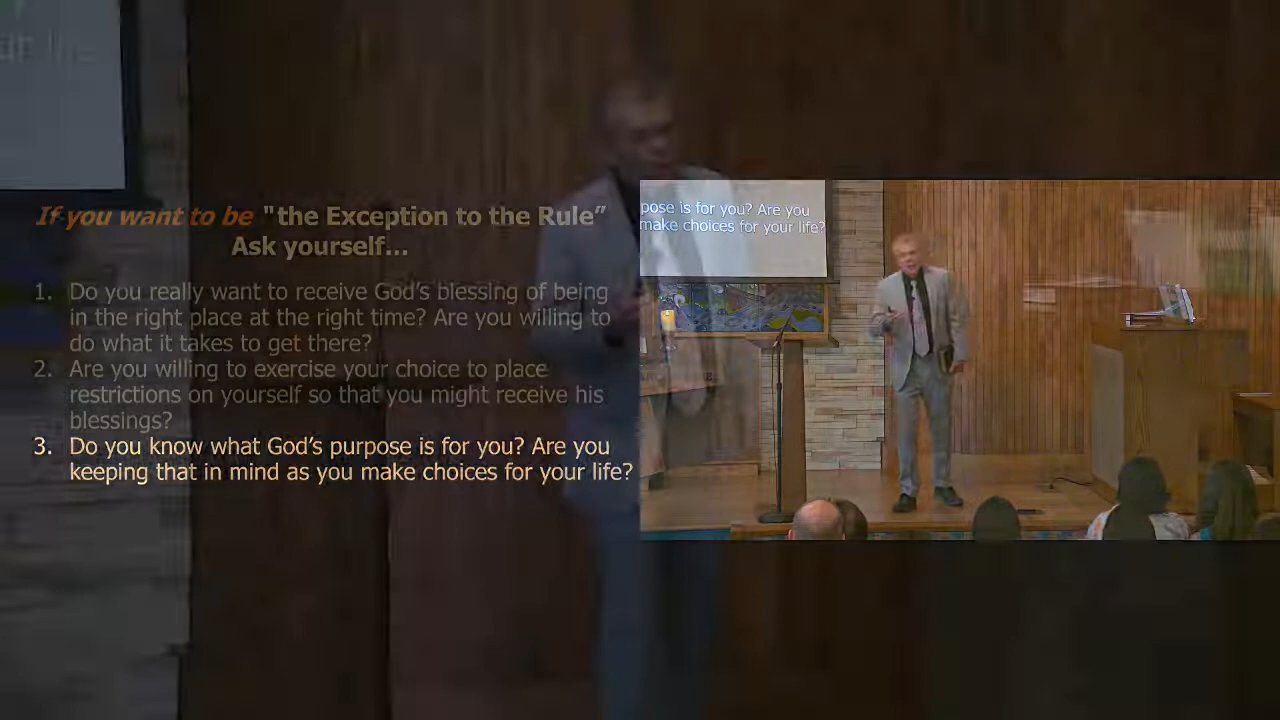 ur life
If you want to be "the Exception to the Rule”
Ask yourself...
1. Do you really want to receive God’s blessing of being
in the right place at the right time? Are you willing to
do what it takes to get there?
2. Are you willing to exercise your choice to place
restrictions on yourself so that you might receive his
blessings?
3. Do you know what God’s purpose is for you? Are you
keeping that in mind as you make choices for your life?
pose is for you? Are you
make choices for your life?